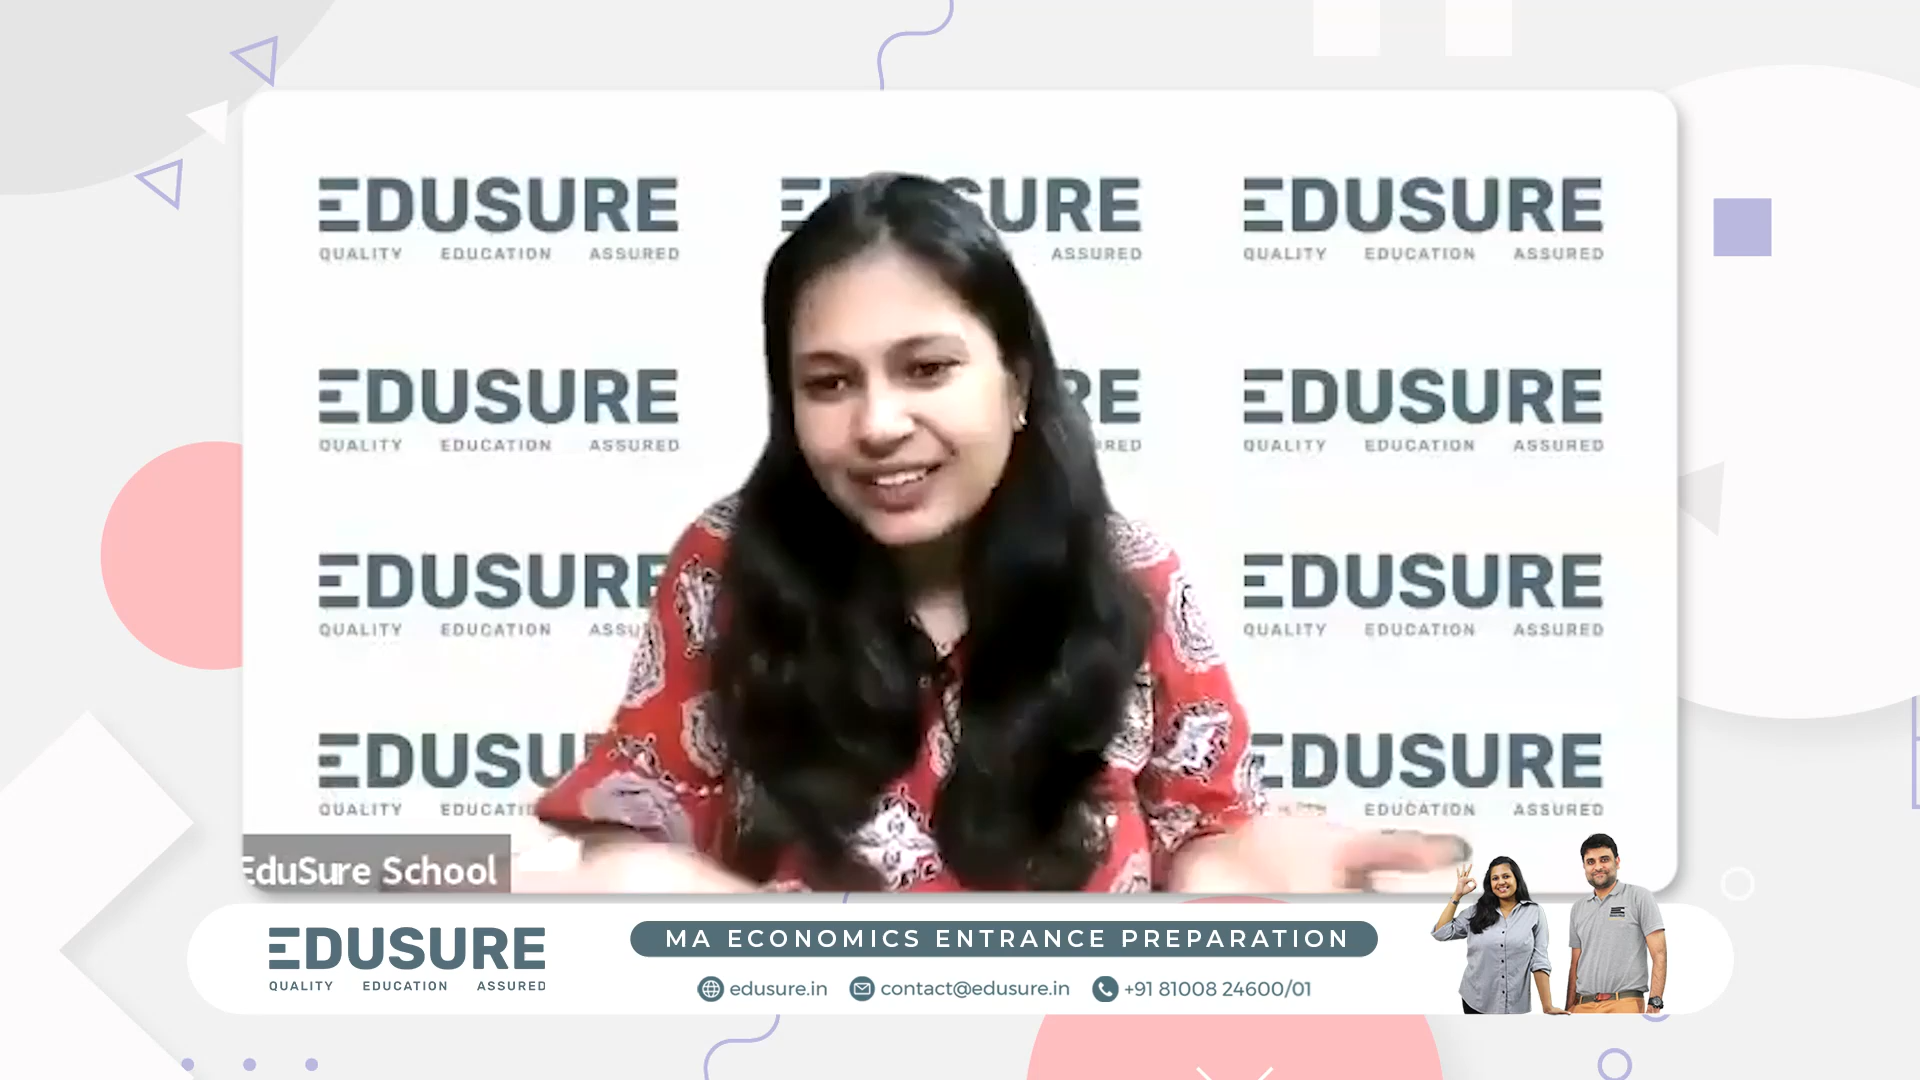 EDUSURE EDUSURE
QUALITY EDUCATION ASSURED ASSURED QUALITY EDUCATION ASSURED
EDUSURE EDUSURE
QUALITY EDUCATION ASSURED QUALITY EDUCATION ASSURED
EDUSURE EDUSURE
QUALITY EDUCATION QUALITY EDUCATION ASSURED
EDUSURE
QUALITY EDUCATION ASSURED
EduSure School
EDUSURE
QUALITY EDUCATION ASSURED
MA ECONOMICS ENTRANCE PREPARATION
edusure.in contact@edusure.in +91 81008 24600/01